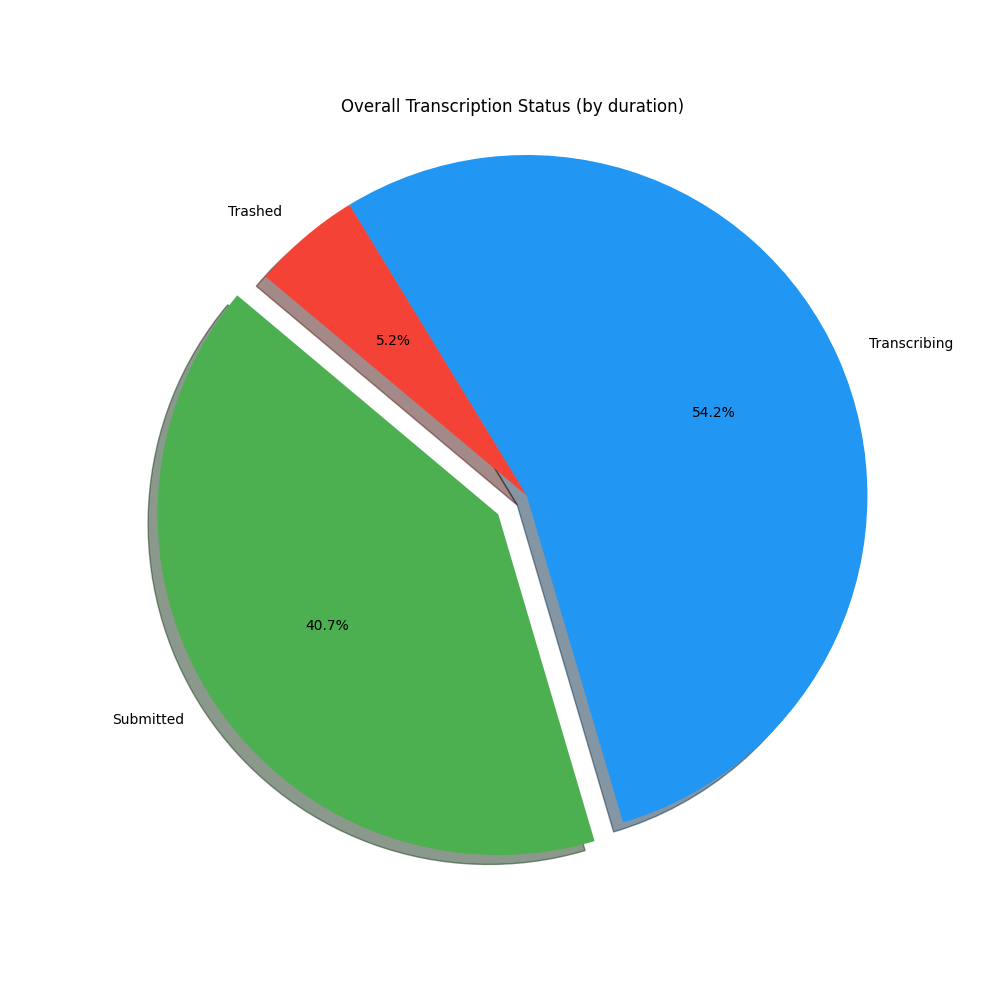 Overall Transcription Status (by duration)
Trashed
5.2%
Transcribing
54.2%
40.7%
Submitted